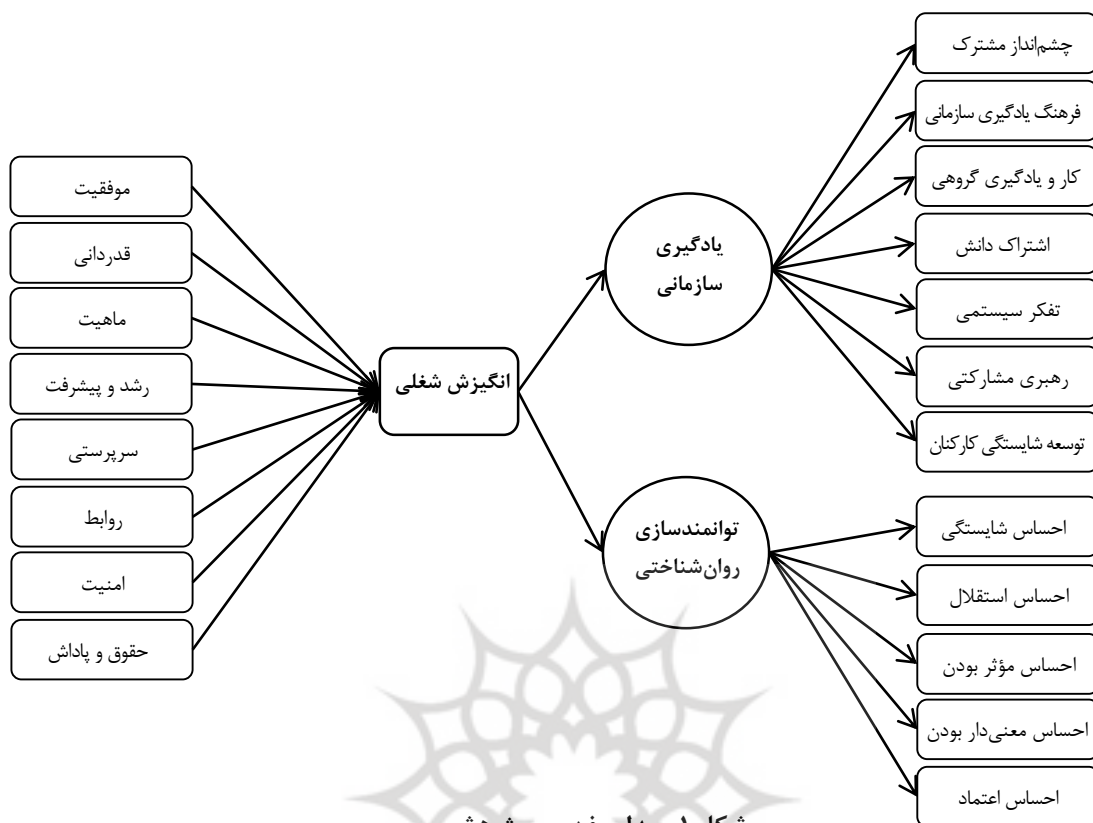 چشم‌انداز مشترک
فرهنگ یادگیری سازمانی
کار و یادگیری گروهی
اشتراک دانش
تفکر سیستمی
رهبری مشارکتی
توسعه شایستگی کارکنان
احساس شایستگی
احساس استقلال
احساس مؤثر بودن
احساس معنی‌دار بودن
احساس اعتماد
یادگیری
سازمانی
توانمندسازی
روان‌شناختی
انگیزش شغلی
موفقیت
قدردانی
ماهیت
رشد و پیشرفت
سرپرستی
روابط
امنیت
حقوق و پاداش